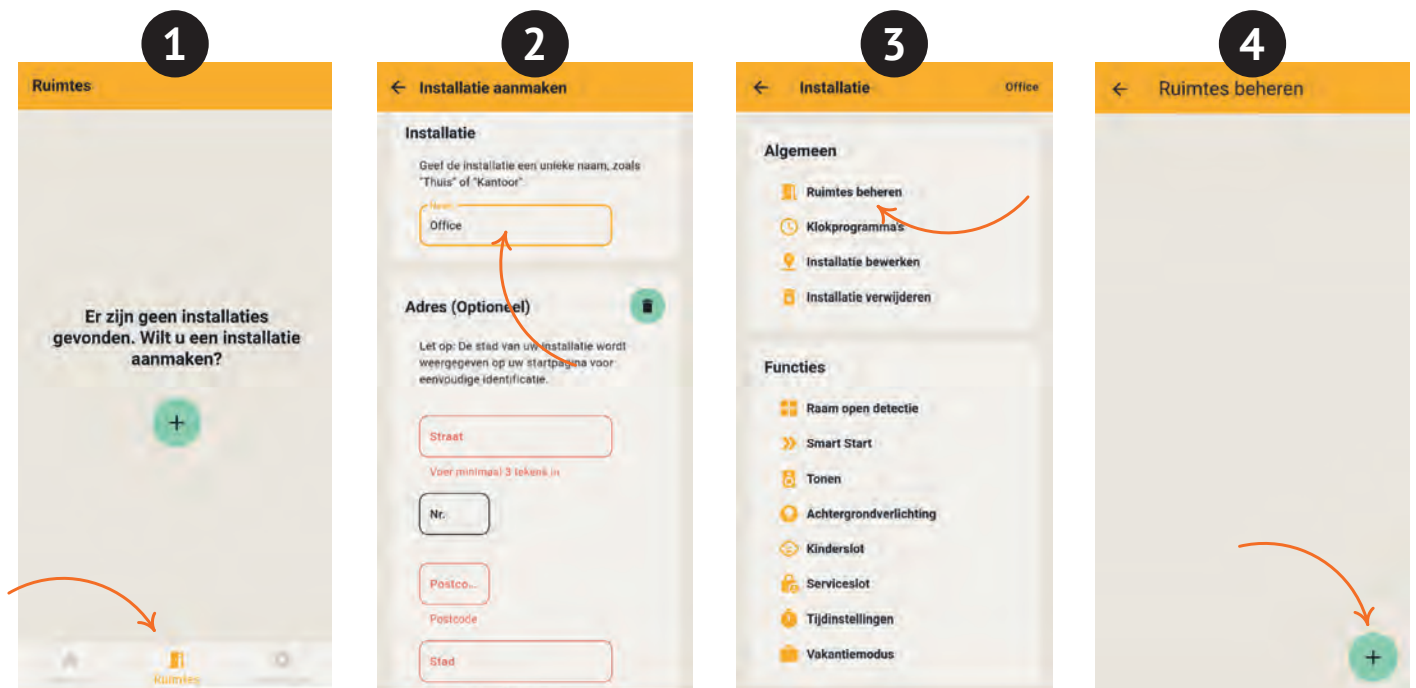 1
Ruimtes
Er zijn geen installaties
gevonden. Wilt u een installatie
aanmaken?
Ruimtes
2
Installatie aanmaken
Installatie
Geef de installatie een unieke naam, zoals
"Thuis" of "Kantoor".
Office
Adres (Optioneel)
Let op: De stad van uw installatie wordt
weergegeven op uw startpagina voor
eenvoudige identificatie.
Straat
Voer minimaal 3 tekens in
Nr.
Postco...
Postcode
Stad
3
Installatie
Office
Algemeen
Ruimtes beheren
Klokprogramma's
Installatie bewerken
Installatie verwijderen
Functies
Raam open detectie
Smart Start
Tonen
Achtergrondverlichting
Kinderslot
Serviceslot
Tijdinstellingen
Vakantiemodus
4
Ruimtes beheren